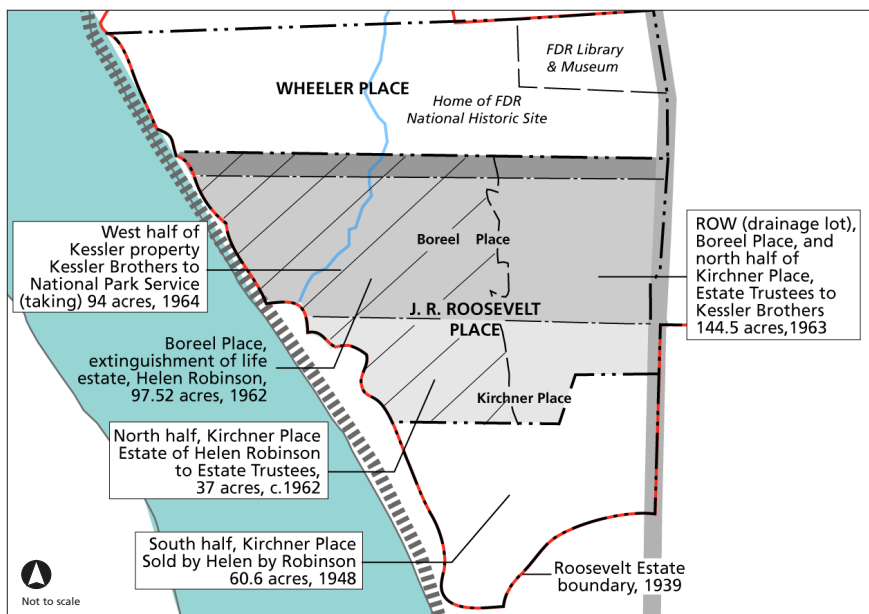 FDR Library
& Museum
WHEELER PLACE
Home of FDR
National Historic Site
West half of
Kessler property
Kessler Brothers to
National Park Service
(taking) 94 acres, 1964
Boreel Place
ROW (drainage lot),
Boreel Place, and
north half of
Kirchner Place,
Estate Trustees to
Kessler Brothers
144.5 acres,1963
J. R. ROOSEVELT
PLACE
Boreel Place,
extinguishment of life
estate, Helen Robinson,
97.52 acres, 1962
Kirchner Place
North half, Kirchner Place
Estate of Helen Robinson
to Estate Trustees,
37 acres, c.1962
South half, Kirchner Place
Sold by Helen by Robinson
60.6 acres, 1948
Roosevelt Estate
boundary, 1939
Not to scale